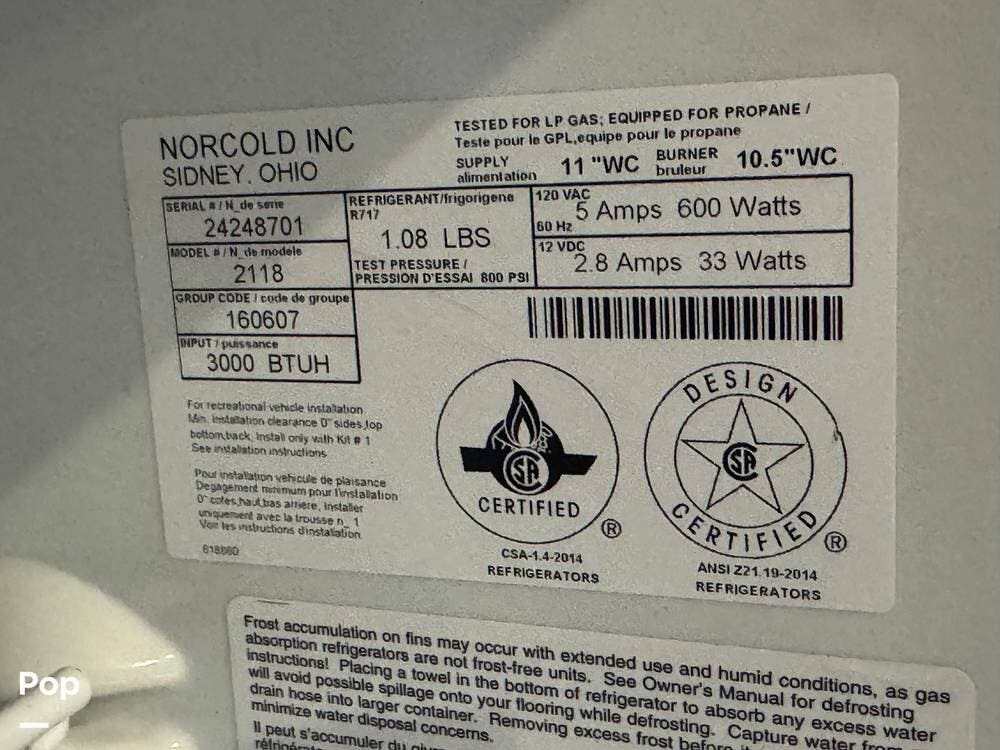 NORCOLD INC
SIDNEY, OHIO
TESTED FOR LP GAS; EQUIPPED FOR PROPANE /
Teste pour le GPL,equipe pour le propane
SUPPLY 11 "WC BURNER 10.5"WC
alimentation bruleur
SERIAL # / N_de serie
24248701
MODEL # / N_de modele
2118
GROUP CODE / code de groupe
160607
INPUT / puissance
3000 BTUH
REFRIGERANT/frigorigene
R717
1.08 LBS
TEST PRESSURE /
PRESSION D'ESSAI 800 PSI
120 VAC
60 Hz
5 Amps 600 Watts
12 VDC
2.8 Amps 33 Watts
For recreational vehicle installation
Min. installation clearance 0" sides,top
bottom,back, Install only with Kit # 1
See installation instructions
Pour installation vehicule de plaisance
Degagement minimum pour l'installation
0" cotes,haut,bas arriere, Installer
uniquement avec la trousse n_ 1
Voir les instructions d'installation
618860
SA
CERTIFIED
®
CSA-1.4-2014
REFRIGERATORS
DESIGN
SA
CERTIFIED
®
ANSI Z21.19-2014
REFRIGERATORS
Frost accumulation on fins may occur with extended use and humid conditions, as gas
absorption refrigerators are not frost-free units. See Owner's Manual for defrosting
instructions! Placing a towel in the bottom of refrigerator to absorb any excess water
will avoid possible spillage onto your flooring while defrosting. Capture water from
drain hose into larger container. Removing excess frost before
minimize water disposal concerns.
Il peut s'accumuler du
Pop